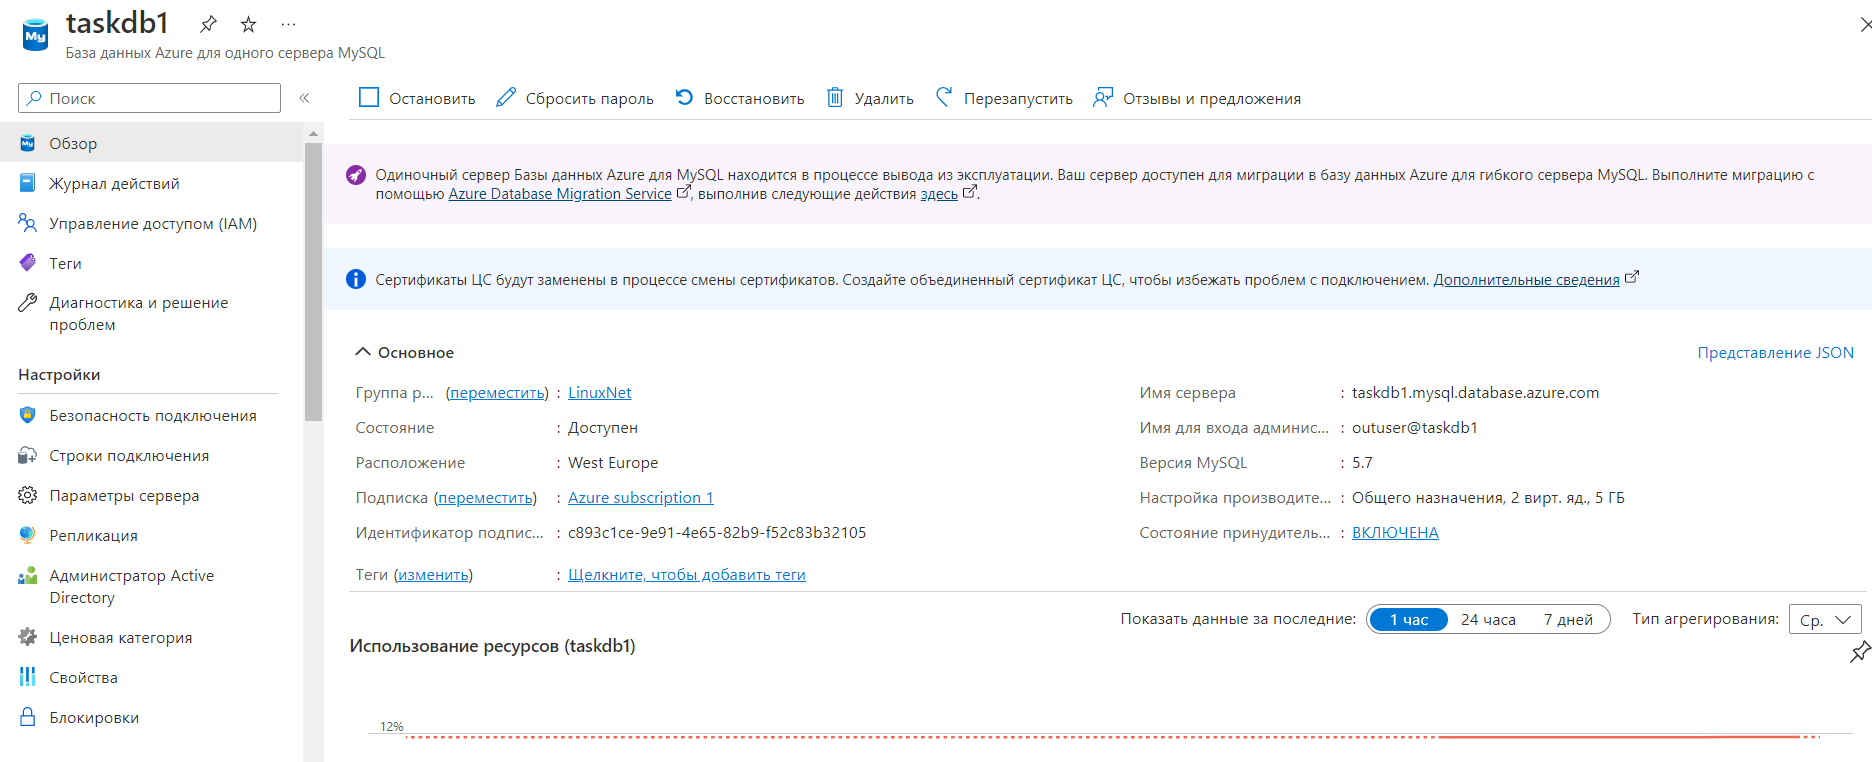 taskdb1
База данных Azure для одного сервера MySQL
Поиск
Остановить
Сбросить пароль
Восстановить
Удалить
Перезапустить
Отзывы и предложения
Обзор
Журнал действий
Управление доступом (IAM)
Теги
Диагностика и решение
проблем
Настройки
Безопасность подключения
Строки подключения
Параметры сервера
Репликация
Администратор Active
Directory
Ценовая категория
Свойства
Блокировки
Одиночный сервер Базы данных Azure для MySQL находится в процессе вывода из эксплуатации. Ваш сервер доступен для миграции в базу данных Azure для гибкого сервера MySQL. Выполните миграцию с
помощью Azure Database Migration Service , выполнив следующие действия здесь .
Сертификаты ЦС будут заменены в процессе смены сертификатов. Создайте объединенный сертификат ЦС, чтобы избежать проблем с подключением. Дополнительные сведения
Основное
Представление JSON
Группа р... (переместить) : LinuxNet
Состояние : Доступен
Расположение : West Europe
Подписка (переместить) : Azure subscription 1
Идентификатор подпис... : c893c1ce-9e91-4e65-82b9-f52c83b32105
Теги (изменить) : Щелкните, чтобы добавить теги
Имя сервера : taskdb1.mysql.database.azure.com
Имя для входа админис... : outuser@taskdb1
Версия MySQL : 5.7
Настройка производите... : Общего назначения, 2 вирт. яд., 5 ГБ
Состояние принудитель... : ВКЛЮЧЕНА
Показать данные за последние: 1 час 24 часа 7 дней Тип агрегирования: Ср.
Использование ресурсов (taskdb1)
12%